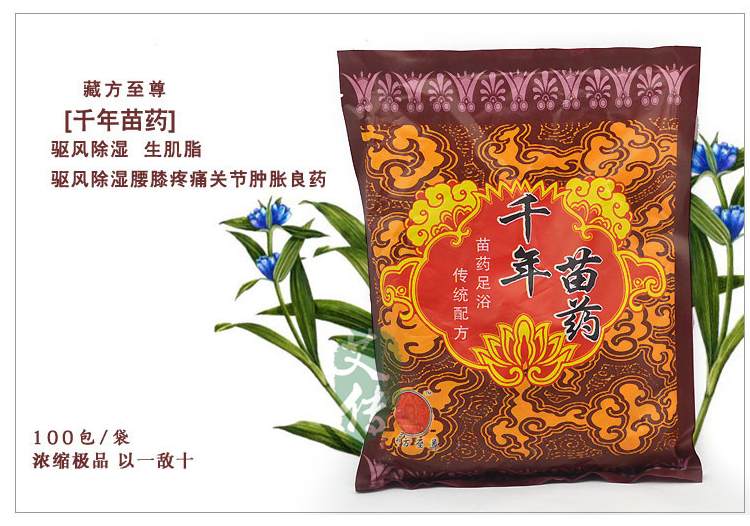 藏方至尊
[千年苗药]
驱风除湿 生肌脂
驱风除湿腰膝疼痛关节肿胀良药
100包/袋
浓缩极品 以一敌十
千年
苗药
苗药足浴
传统配方